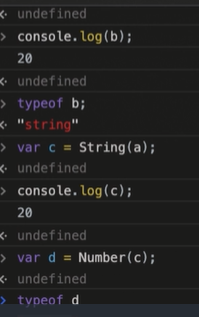 undefined
> console.log(b);
20
<· undefined
> typeof b;
<· "string"
> var c = String(a);
<· undefined
> console.log(c);
20
<· undefined
> var d = Number(c);
<· undefined
> typeof d